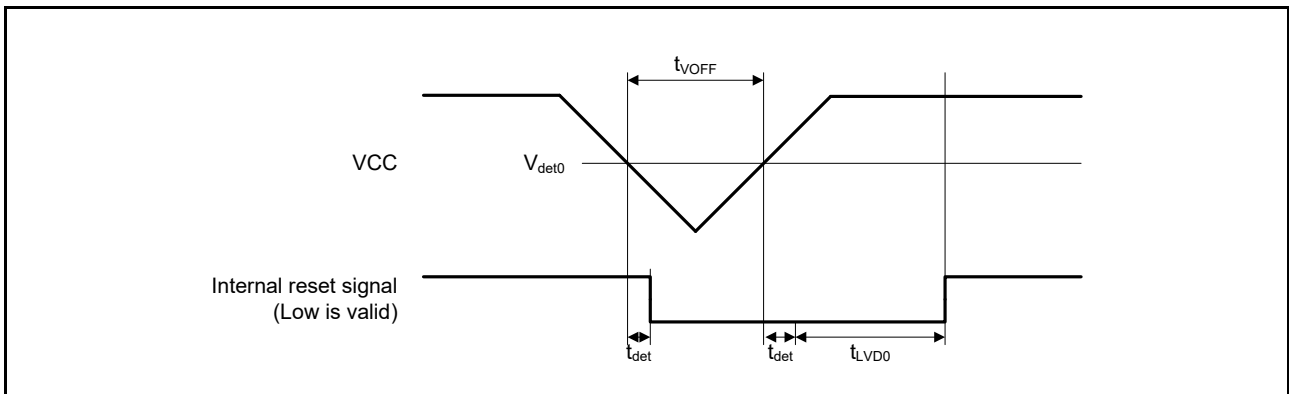 tVOFF
VCC
Vdet0
Internal reset signal
(Low is valid)
tdet
tdet
tLVD0